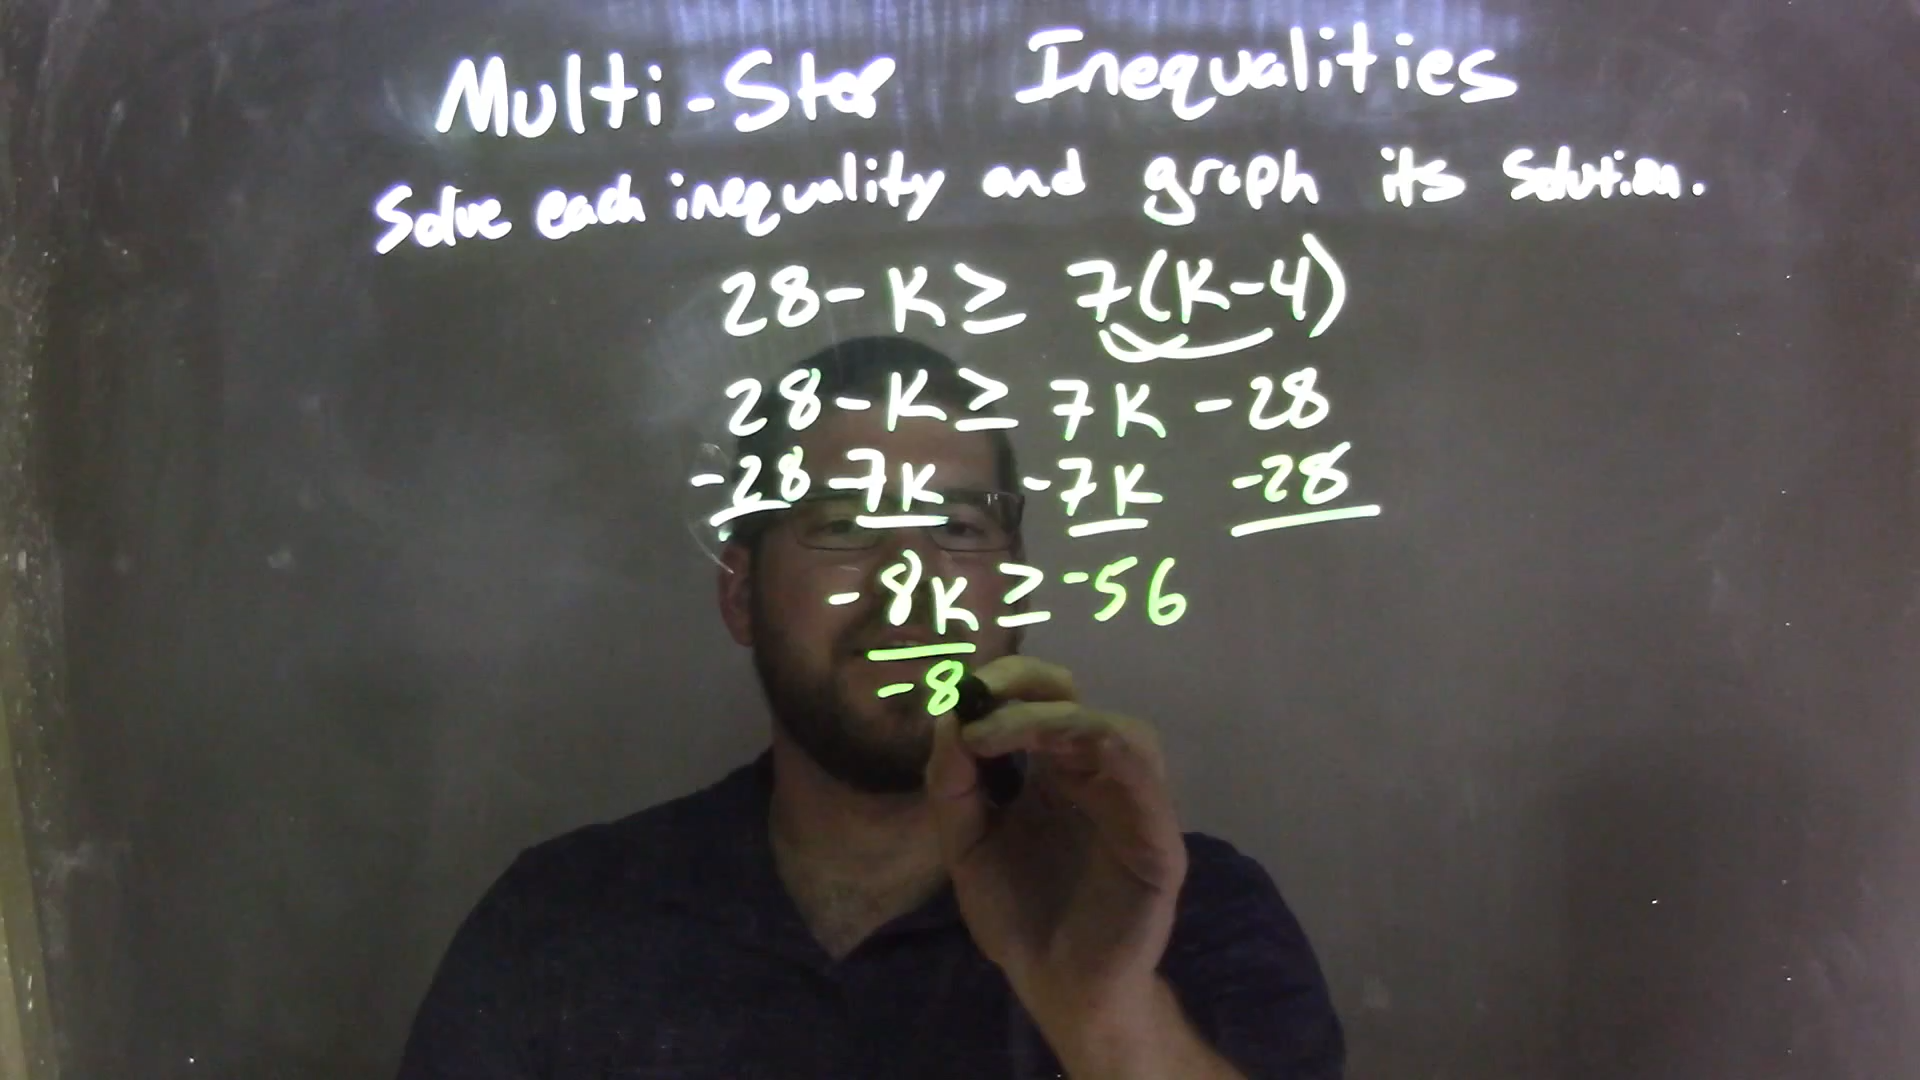 Multi-Step Inequalities
Solve each inequality and graph its solution.
28-K≥ 7(K-4)
28-K≥ 7K-28
-28 -7K -7K -28
-8K≥-56
-8